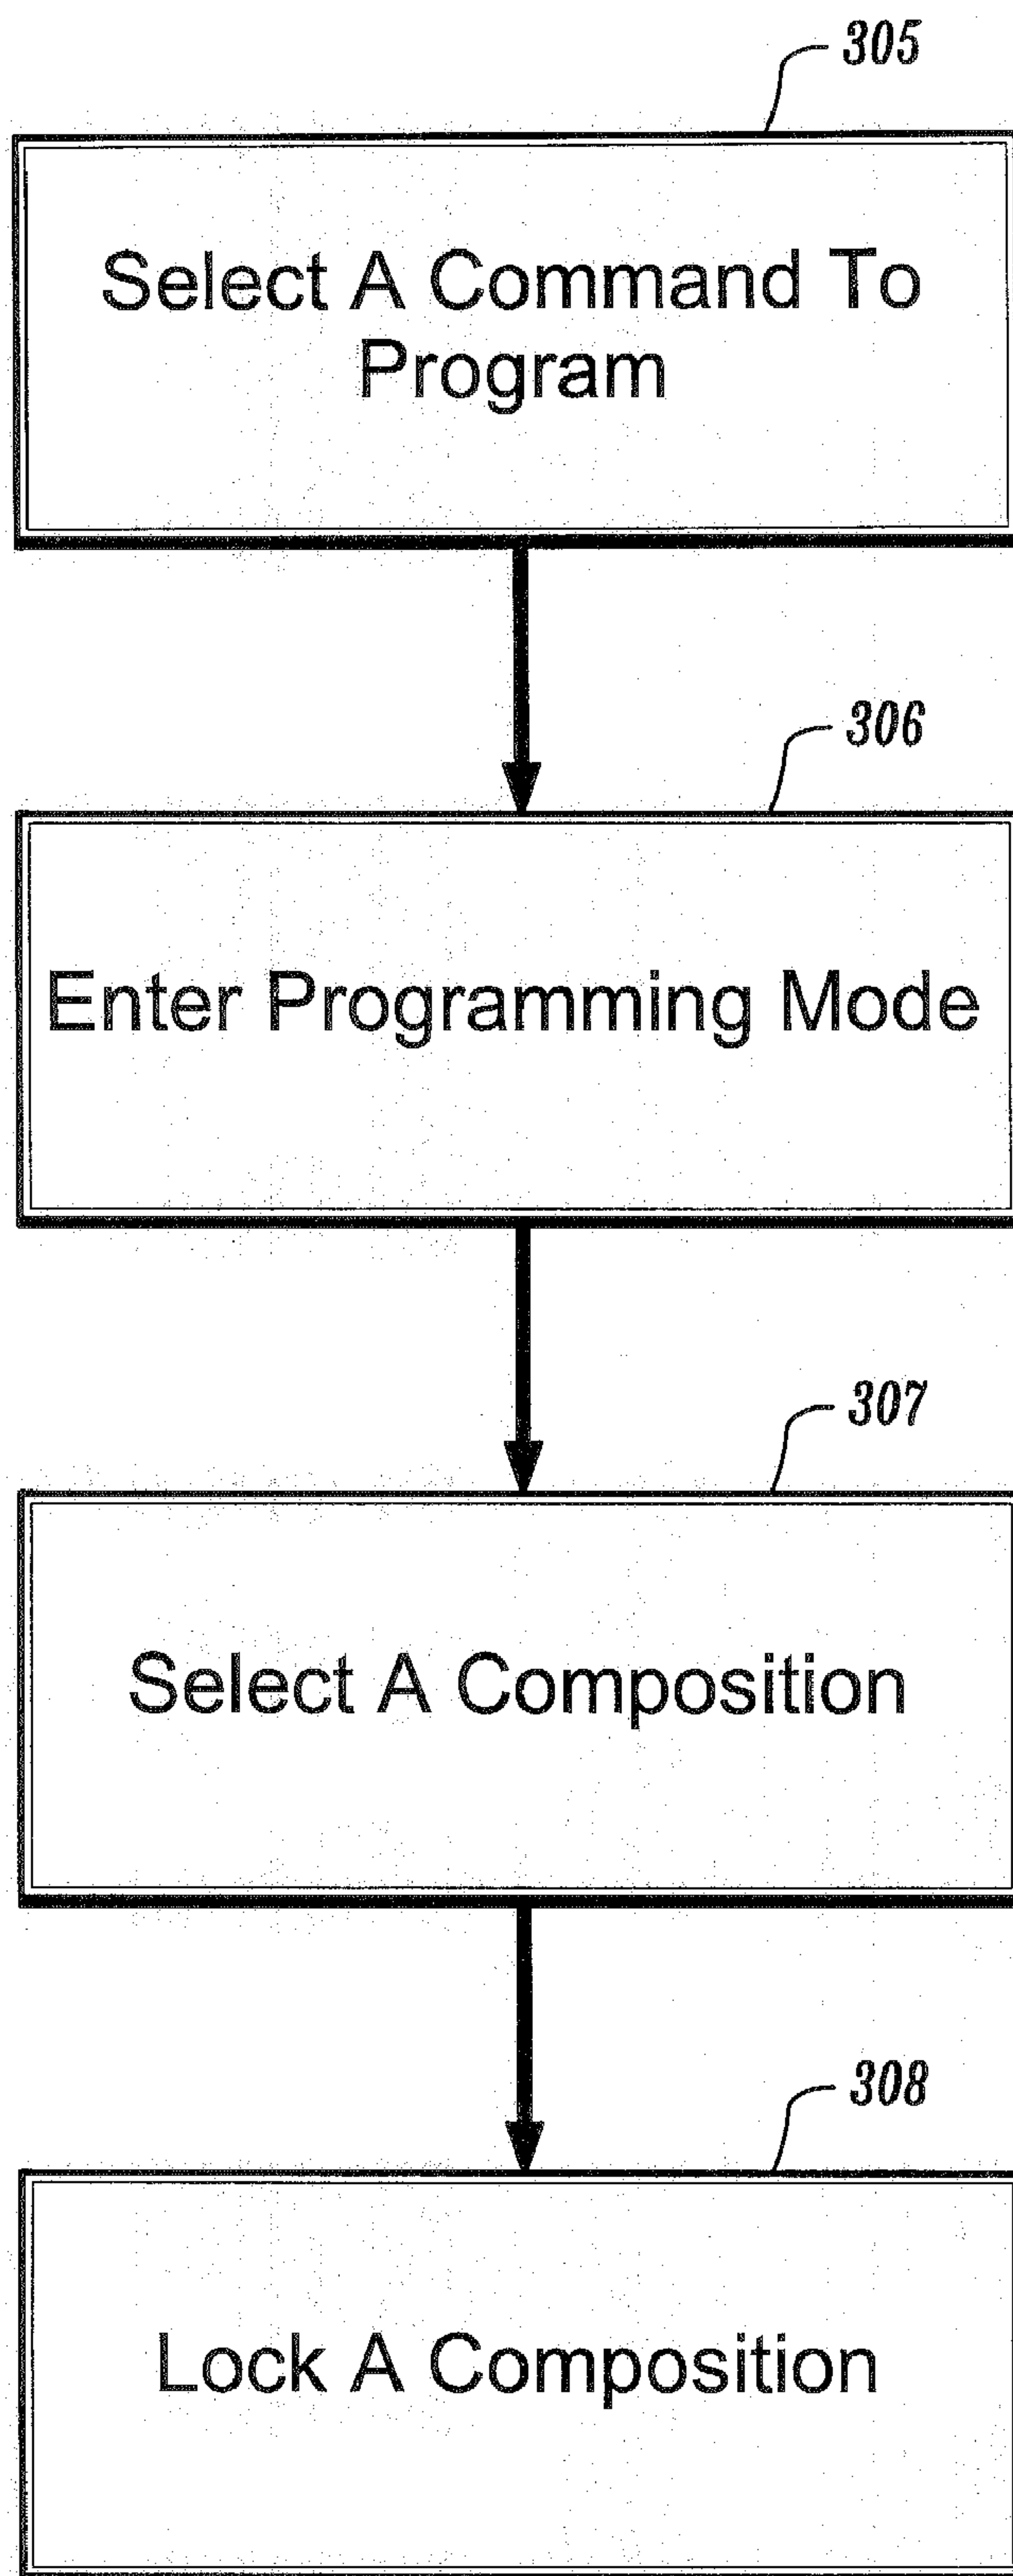 305
Select A Command To
Program
306
Enter Programming Mode
307
Select A Composition
308
Lock A Composition